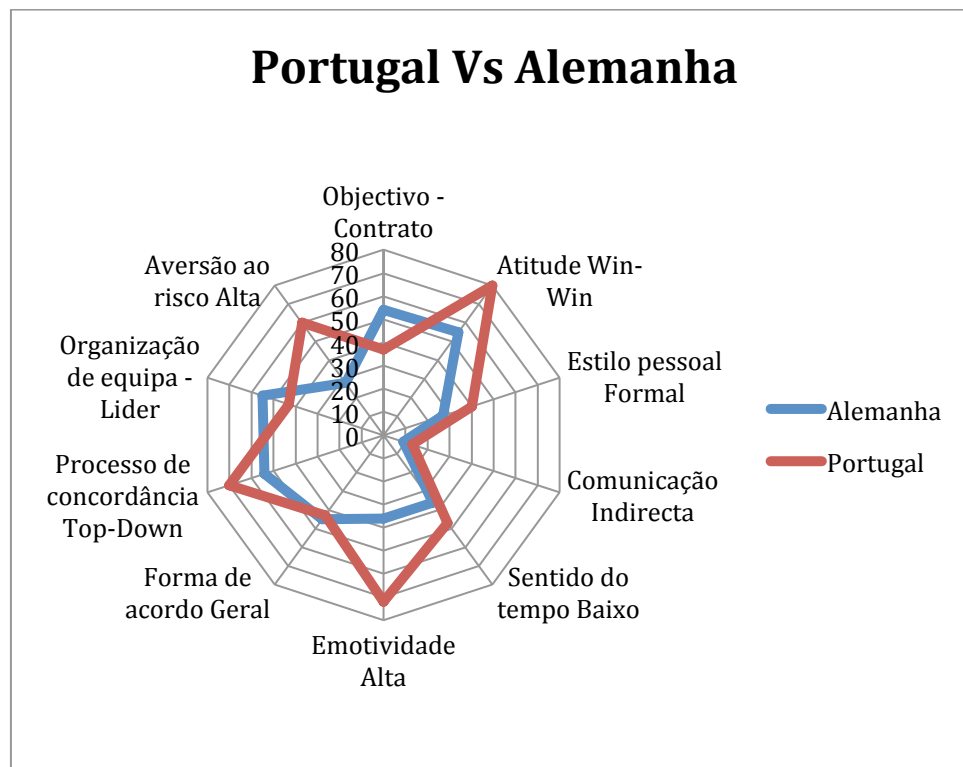 Portugal Vs Alemanha
Objectivo -
Contrato
Atitude Win-
Win
Estilo pessoal
Formal
Comunicação
Indirecta
Sentido do
tempo Baixo
Emotividade
Alta
Forma de
acordo Geral
Processo de
concordância
Top-Down
Organização
de equipa -
Lider
Aversão ao
risco Alta
80
70
60
50
40
30
20
10
0
Alemanha
Portugal